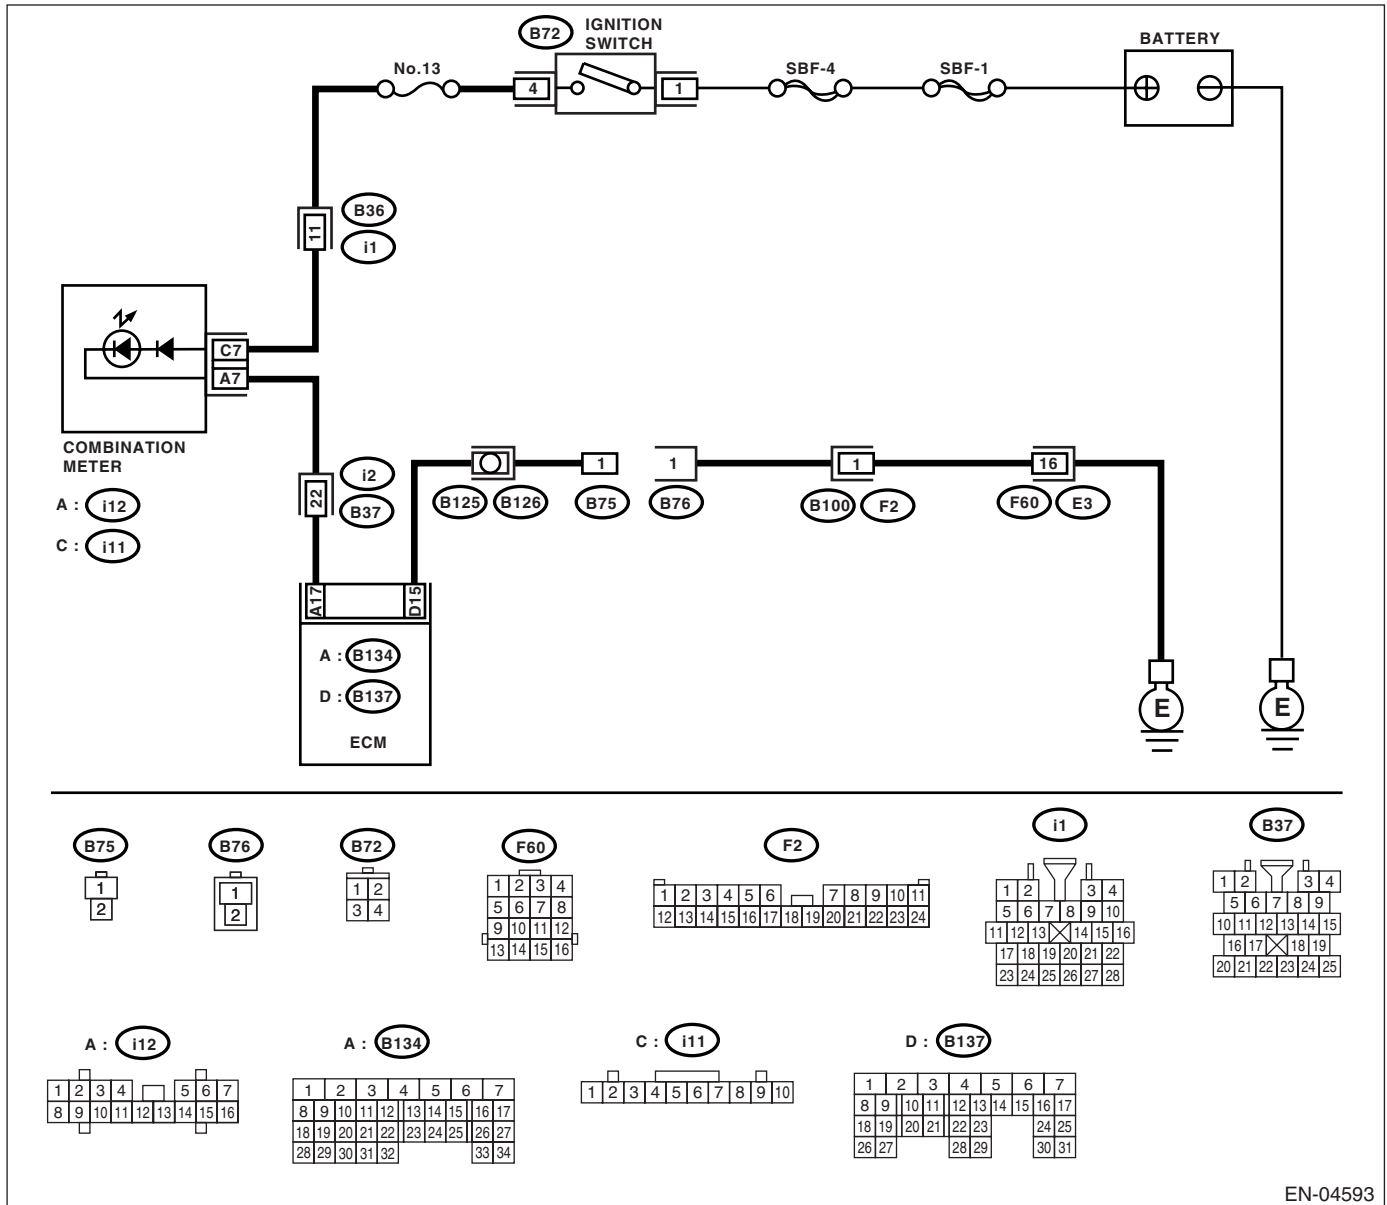 B72 IGNITION
SWITCH
BATTERY
No.13
SBF-4
SBF-1
4
1
B36
11
i1
C7
A7
COMBINATION
METER
A : i12
C : i11
i2
22
B37
1
1
1
16
B125
B126
B75
B76
B100
F2
F60
E3
A17
D15
A : B134
D : B137
ECM
E
E
B75
B76
B72
F60
F2
i1
B37
1
2
1
2
1 2
3 4
1 2 3 4
5 6 7 8
9 10 11 12
13 14 15 16
1 2 3 4 5 6 7 8 9 10 11
12 13 14 15 16 17 18 19 20 21 22 23 24
1 2 3 4
5 6 7 8 9 10
11 12 13 14 15 16
17 18 19 20 21 22
23 24 25 26 27 28
1 2 3 4
5 6 7 8 9
10 11 12 13 14 15
16 17 18 19
20 21 22 23 24 25
A : i12
A : B134
C : i11
D : B137
1 2 3 4 5 6 7
8 9 10 11 12 13 14 15 16
1 2 3 4 5 6 7
8 9 10 11 12 13 14 15 16 17
18 19 20 21 22 23 24 25 26 27
28 29 30 31 32 33 34
1 2 3 4 5 6 7 8 9 10
1 2 3 4 5 6 7
8 9 10 11 12 13 14 15 16 17
18 19 20 21 22 23 24 25
26 27 28 29 30 31
EN-04593